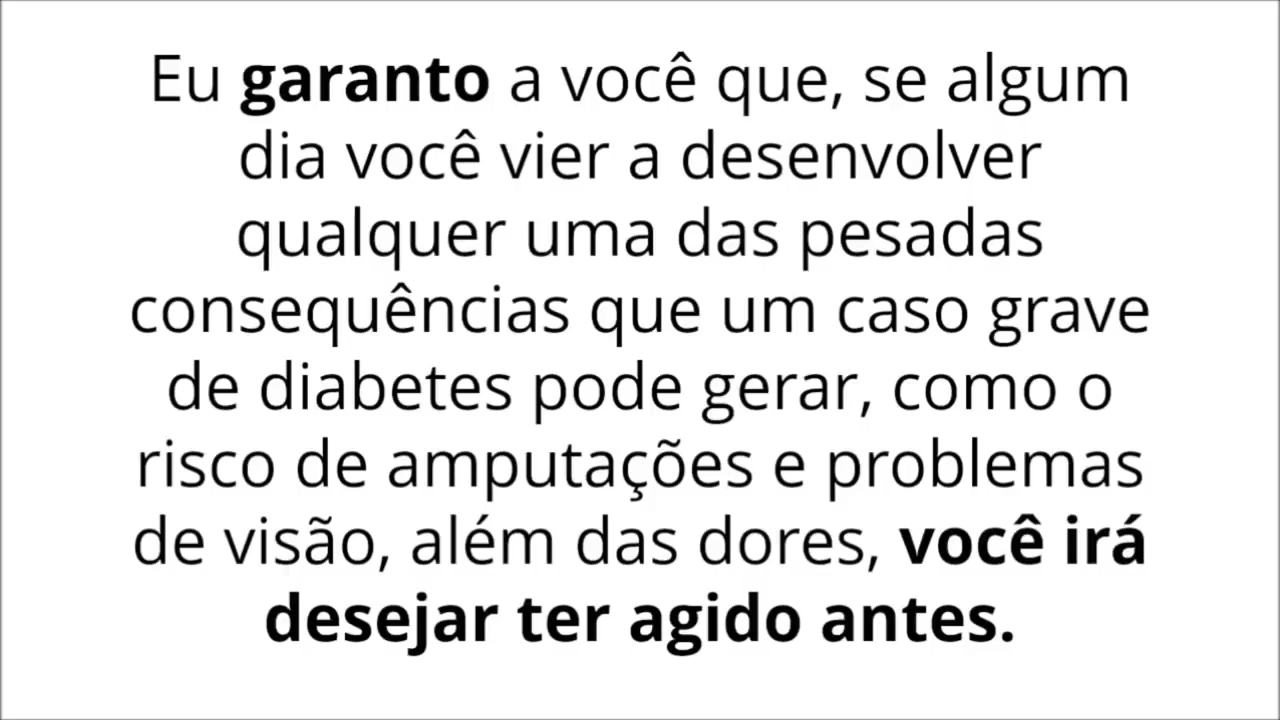 Eu garanto a você que, se algum
dia você vier a desenvolver
qualquer uma das pesadas
consequências que um caso grave
de diabetes pode gerar, como o
risco de amputações e problemas
de visão, além das dores, você irá
desejar ter agido antes.